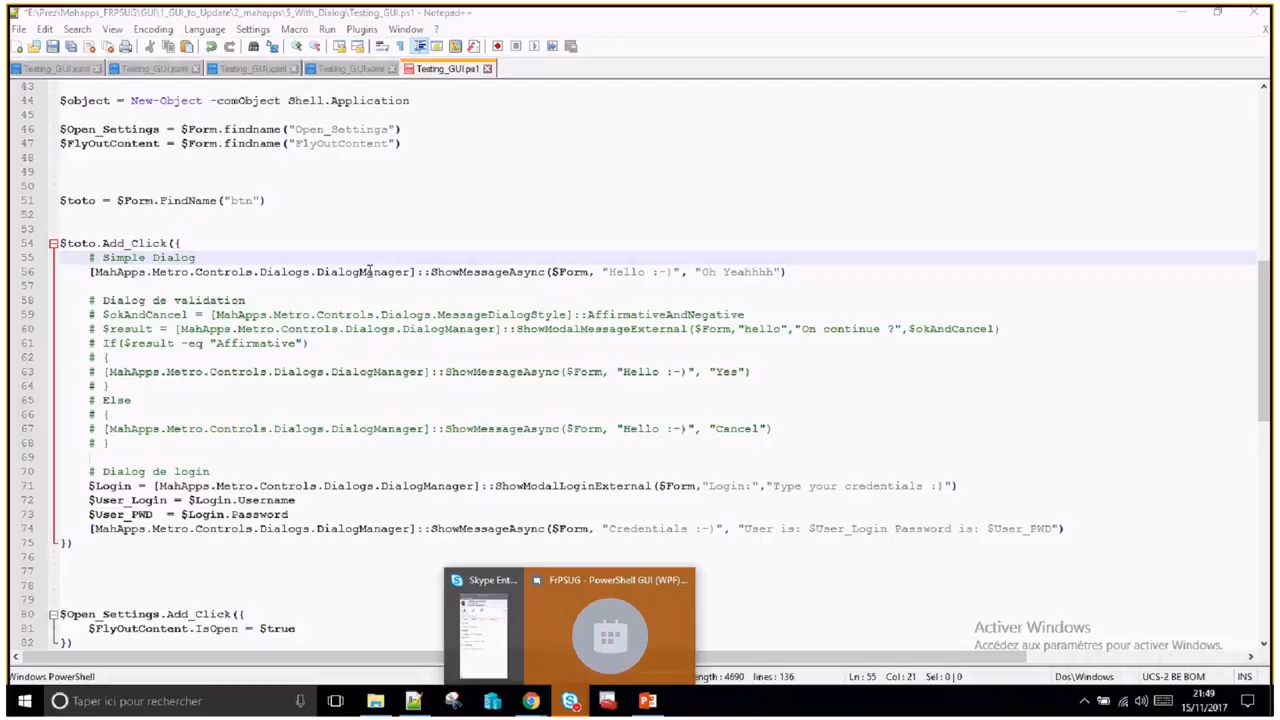 *E:\Prez\Mahapps_FRPSUG\GUI\1_GUI_to_Update\2_mahapps\5_With_Dialog\Testing_GUI.ps1 - Notepad++
File Edit Search View Encoding Language Settings Macro Run Plugins Window ?
Testing_GUI.xaml Testing_GUI.xaml Testing_GUI.xaml Testing_GUI.xaml Testing_GUI.ps1
43
44 $object = New-Object -comObject Shell.Application
45
46 $Open_Settings = $Form.findname("Open_Settings")
47 $FlyOutContent = $Form.findname("FlyOutContent")
48
49
50
51 $toto = $Form.FindName("btn")
52
53
54 $toto.Add_Click({
55 # Simple Dialog
56 [MahApps.Metro.Controls.Dialogs.DialogManager]::ShowMessageAsync($Form, "Hello :-)", "Oh Yeahhhh")
57
58 # Dialog de validation
59 # $okAndCancel = [MahApps.Metro.Controls.Dialogs.MessageDialogStyle]::AffirmativeAndNegative
60 # $result = [MahApps.Metro.Controls.Dialogs.DialogManager]::ShowModalMessageExternal($Form,"hello","On continue ?",$okAndCancel)
61 # If($result -eq "Affirmative")
62 # {
63 # [MahApps.Metro.Controls.Dialogs.DialogManager]::ShowMessageAsync($Form, "Hello :-)", "Yes")
64 # }
65 # Else
66 # {
67 # [MahApps.Metro.Controls.Dialogs.DialogManager]::ShowMessageAsync($Form, "Hello :-)", "Cancel")
68 # }
69
70 # Dialog de login
71 $Login = [MahApps.Metro.Controls.Dialogs.DialogManager]::ShowModalLoginExternal($Form,"Login:","Type your credentials :)")
72 $User_Login = $Login.Username
73 $User_PWD = $Login.Password
74 [MahApps.Metro.Controls.Dialogs.DialogManager]::ShowMessageAsync($Form, "Credentials :-)", "User is: $User_Login Password is: $User_PWD")
75 })
76
77
78
79
80 $Open_Settings.Add_Click({
81 $FlyOutContent.IsOpen = $true
82 })
Skype Ent... FrPSUG - PowerShell GUI (WPF)...
Activer Windows
Accédez aux paramètres pour activer Windows.
Windows PowerShell length : 4690 lines : 136 Ln : 55 Col : 21 Sel : 0 | 0 Dos\Windows UCS-2 BE BOM INS
Taper ici pour rechercher
21:49
15/11/2017